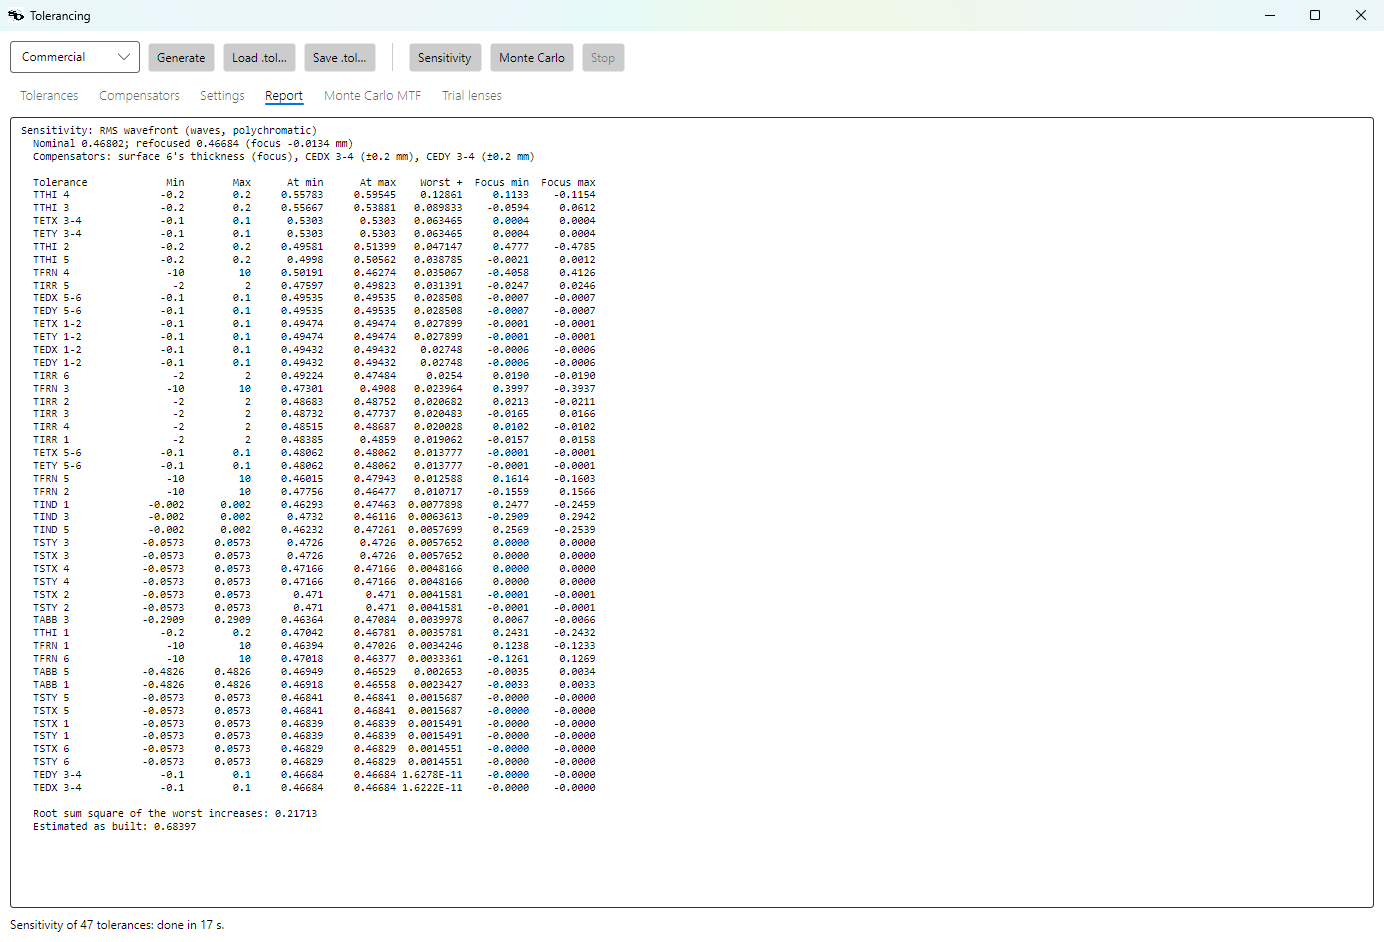 Tolerancing
Commercial Generate Load .tol... Save .tol... Sensitivity Monte Carlo Stop
Tolerances Compensators Settings Report Monte Carlo MTF Trial lenses
Sensitivity: RMS wavefront (waves, polychromatic)
Nominal 0.46802; refocused 0.46684 (focus -0.0134 mm)
Compensators: surface 6's thickness (focus), CEDX 3-4 (±0.2 mm), CEDY 3-4 (±0.2 mm)
Tolerance Min Max At min At max Worst + Focus min Focus max
TTHI 4 -0.2 0.2 0.55783 0.59545 0.12861 0.1133 -0.1154
TTHI 3 -0.2 0.2 0.55667 0.53881 0.089833 -0.0594 0.0612
TETX 3-4 -0.1 0.1 0.5303 0.5303 0.063465 0.0004 0.0004
TETY 3-4 -0.1 0.1 0.5303 0.5303 0.063465 0.0004 0.0004
TTHI 2 -0.2 0.2 0.49581 0.51399 0.047147 0.4777 -0.4785
TTHI 5 -0.2 0.2 0.4998 0.50562 0.038785 -0.0021 0.0012
TFRN 4 -10 10 0.50191 0.46274 0.035067 -0.4058 0.4126
TIRR 5 -2 2 0.47597 0.49823 0.031391 -0.0247 0.0246
TEDX 5-6 -0.1 0.1 0.49535 0.49535 0.028508 -0.0007 -0.0007
TEDY 5-6 -0.1 0.1 0.49535 0.49535 0.028508 -0.0007 -0.0007
TETX 1-2 -0.1 0.1 0.49474 0.49474 0.027899 -0.0001 -0.0001
TETY 1-2 -0.1 0.1 0.49474 0.49474 0.027899 -0.0001 -0.0001
TEDX 1-2 -0.1 0.1 0.49432 0.49432 0.02748 -0.0006 -0.0006
TEDY 1-2 -0.1 0.1 0.49432 0.49432 0.02748 -0.0006 -0.0006
TIRR 6 -2 2 0.49224 0.47484 0.0254 0.0190 -0.0190
TFRN 3 -10 10 0.47301 0.4908 0.023964 0.3997 -0.3937
TIRR 2 -2 2 0.48683 0.48752 0.020682 0.0213 -0.0211
TIRR 3 -2 2 0.48732 0.47737 0.020483 -0.0165 0.0166
TIRR 4 -2 2 0.48515 0.48687 0.020028 0.0102 -0.0102
TIRR 1 -2 2 0.48385 0.4859 0.019062 -0.0157 0.0158
TETX 5-6 -0.1 0.1 0.48062 0.48062 0.013777 -0.0001 -0.0001
TETY 5-6 -0.1 0.1 0.48062 0.48062 0.013777 -0.0001 -0.0001
TFRN 5 -10 10 0.46015 0.47943 0.012588 0.1614 -0.1603
TFRN 2 -10 10 0.47756 0.46477 0.010717 -0.1559 0.1566
TIND 1 -0.002 0.002 0.46293 0.47463 0.0077898 0.2477 -0.2459
TIND 3 -0.002 0.002 0.4732 0.46116 0.0063613 -0.2909 0.2942
TIND 5 -0.002 0.002 0.46232 0.47261 0.0057699 0.2569 -0.2539
TSTY 3 -0.0573 0.0573 0.4726 0.4726 0.0057652 0.0000 0.0000
TSTX 3 -0.0573 0.0573 0.4726 0.4726 0.0057652 0.0000 0.0000
TSTX 4 -0.0573 0.0573 0.47166 0.47166 0.0048166 0.0000 0.0000
TSTY 4 -0.0573 0.0573 0.47166 0.47166 0.0048166 0.0000 0.0000
TSTX 2 -0.0573 0.0573 0.471 0.471 0.0041581 -0.0001 -0.0001
TSTY 2 -0.0573 0.0573 0.471 0.471 0.0041581 -0.0001 -0.0001
TABB 3 -0.2909 0.2909 0.46364 0.47084 0.0039978 0.0067 -0.0066
TTHI 1 -0.2 0.2 0.47042 0.46781 0.0035781 0.2431 -0.2432
TFRN 1 -10 10 0.46394 0.47026 0.0034246 0.1238 -0.1233
TFRN 6 -10 10 0.47018 0.46377 0.0033361 -0.1261 0.1269
TABB 5 -0.4826 0.4826 0.46949 0.46529 0.002653 -0.0035 0.0034
TABB 1 -0.4826 0.4826 0.46918 0.46558 0.0023427 -0.0033 0.0033
TSTY 5 -0.0573 0.0573 0.46841 0.46841 0.0015687 -0.0000 -0.0000
TSTX 5 -0.0573 0.0573 0.46841 0.46841 0.0015687 -0.0000 -0.0000
TSTX 1 -0.0573 0.0573 0.46839 0.46839 0.0015491 -0.0000 -0.0000
TSTY 1 -0.0573 0.0573 0.46839 0.46839 0.0015491 -0.0000 -0.0000
TSTX 6 -0.0573 0.0573 0.46829 0.46829 0.0014551 -0.0000 -0.0000
TSTY 6 -0.0573 0.0573 0.46829 0.46829 0.0014551 -0.0000 -0.0000
TEDY 3-4 -0.1 0.1 0.46684 0.46684 1.6278E-11 -0.0000 -0.0000
TEDX 3-4 -0.1 0.1 0.46684 0.46684 1.6222E-11 -0.0000 -0.0000
Root sum square of the worst increases: 0.21713
Estimated as built: 0.68397
Sensitivity of 47 tolerances: done in 17 s.